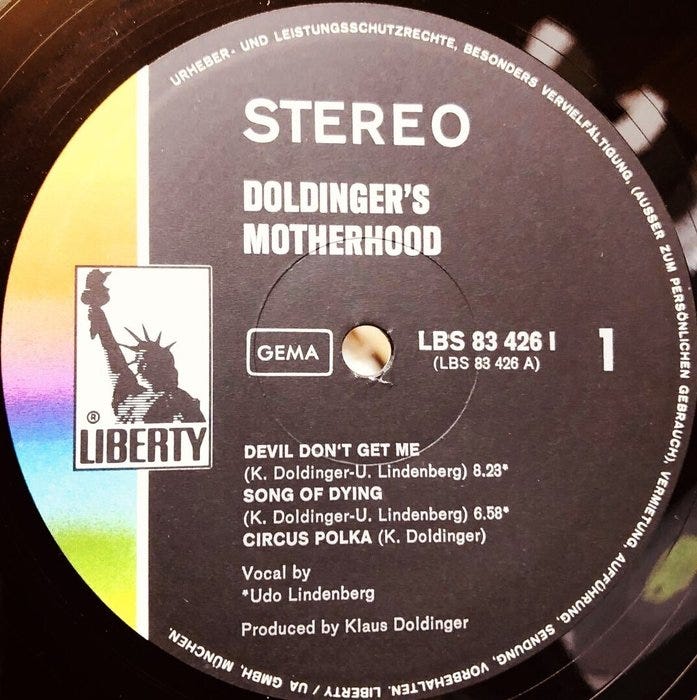 URHEBER- UND LEISTUNGSSCHUTZRECHTE, BESONDERS VERVIELFÄLTIGUNG, (AUSSER ZUM PERSÖNLICHEN GEBRAUCH), VERMIETUNG, AUFFÜHRUNG, SENDUNG, VORBEHALTEN. LIBERTY / UA GMBH, MÜNCHEN.
STEREO
DOLDINGER'S
MOTHERHOOD
GEMA
LBS 83 426 I
(LBS 83 426 A)
1
®
LIBERTY
DEVIL DON'T GET ME
(K. Doldinger-U. Lindenberg) 8.23*
SONG OF DYING
(K. Doldinger-U. Lindenberg) 6.58*
CIRCUS POLKA (K. Doldinger)
Vocal by
*Udo Lindenberg
Produced by Klaus Doldinger